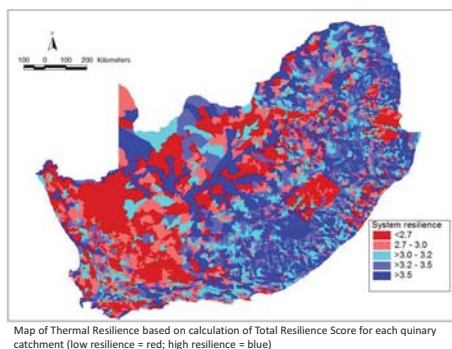 N
100 0 100 200 Kilometers
System resilience
<2.7
2.7 - 3.0
>3.0 - 3.2
>3.2 - 3.5
>3.5
Map of Thermal Resilience based on calculation of Total Resilience Score for each quinary
catchment (low resilience = red; high resilience = blue)